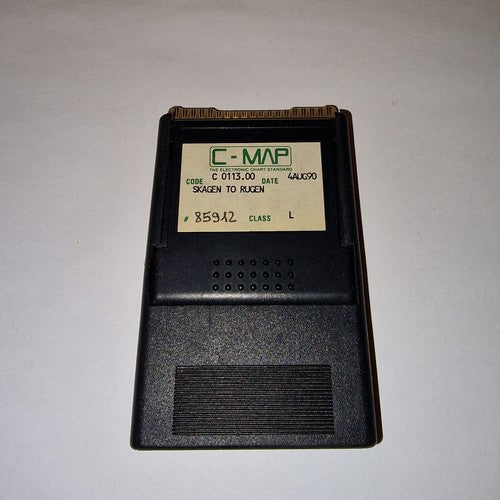 C-MAP
THE ELECTRONIC CHART STANDARD
CODE C 0113.00 DATE 4AUG90
SKAGEN TO RUGEN
# 85912 CLASS L